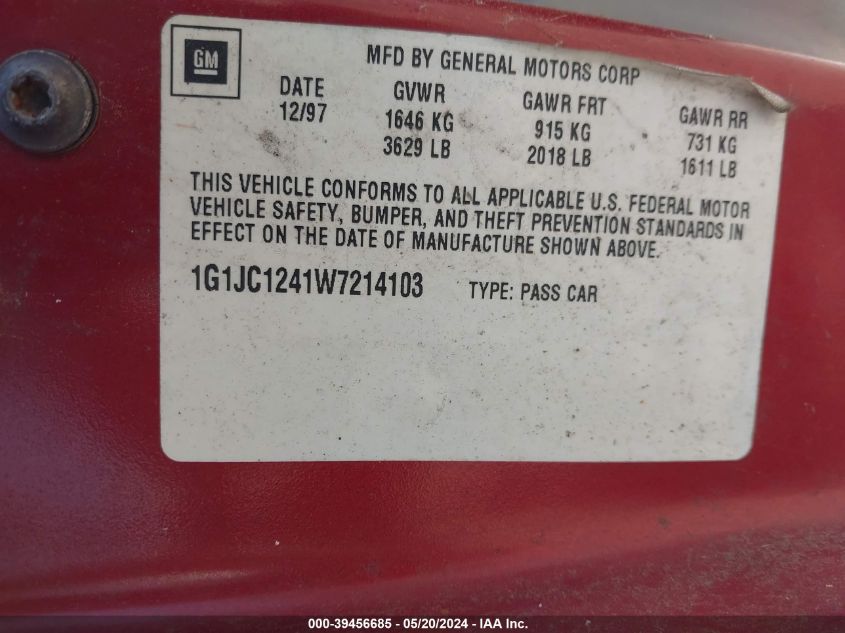 GM
MFD BY GENERAL MOTORS CORP
DATE GVWR GAWR FRT GAWR RR
12/97 1646 KG 915 KG 731 KG
3629 LB 2018 LB 1611 LB
THIS VEHICLE CONFORMS TO ALL APPLICABLE U.S. FEDERAL MOTOR
VEHICLE SAFETY, BUMPER, AND THEFT PREVENTION STANDARDS IN
EFFECT ON THE DATE OF MANUFACTURE SHOWN ABOVE.
1G1JC1241W7214103 TYPE: PASS CAR
000-39456685 - 05/20/2024 - IAA Inc.